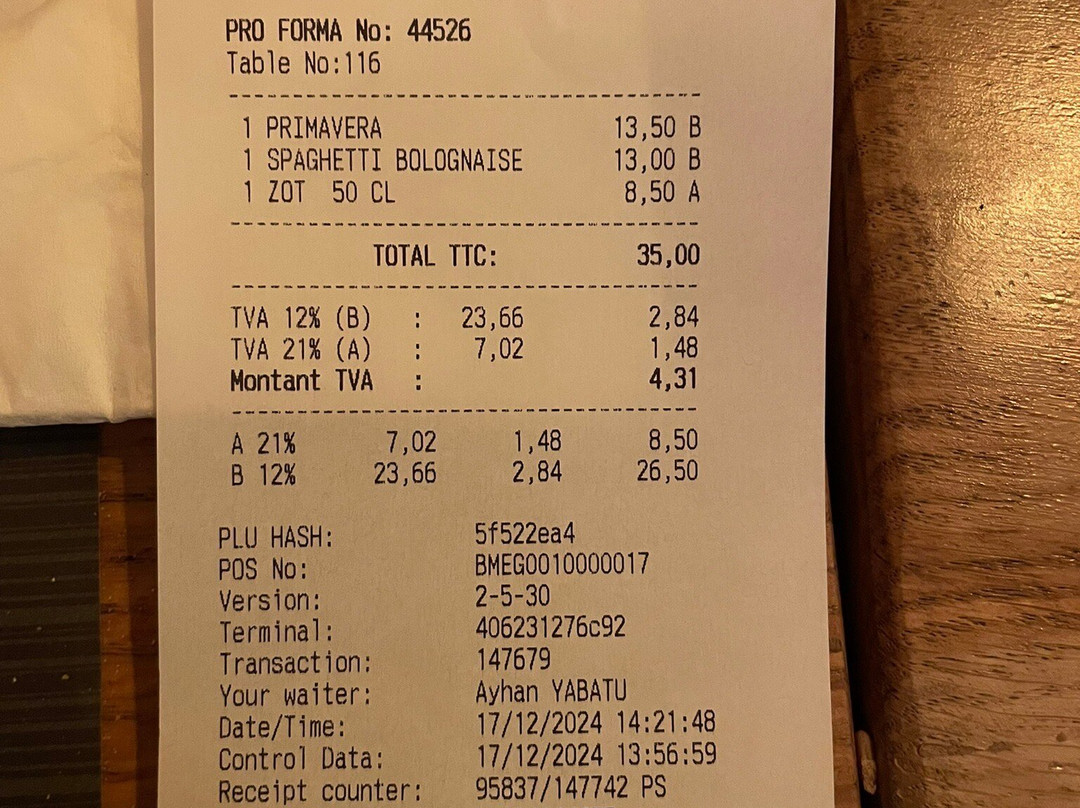 PRO FORMA No: 44526
Table No:116
1 PRIMAVERA 13,50 B
1 SPAGHETTI BOLOGNAISE 13,00 B
1 ZOT 50 CL 8,50 A
TOTAL TTC: 35,00
TVA 12% (B) : 23,66 2,84
TVA 21% (A) : 7,02 1,48
Montant TVA : 4,31
A 21% 7,02 1,48 8,50
B 12% 23,66 2,84 26,50
PLU HASH: 5f522ea4
POS No: BMEG0010000017
Version: 2-5-30
Terminal: 406231276c92
Transaction: 147679
Your waiter: Ayhan YABATU
Date/Time: 17/12/2024 14:21:48
Control Data: 17/12/2024 13:56:59
Receipt counter: 95837/147742 PS